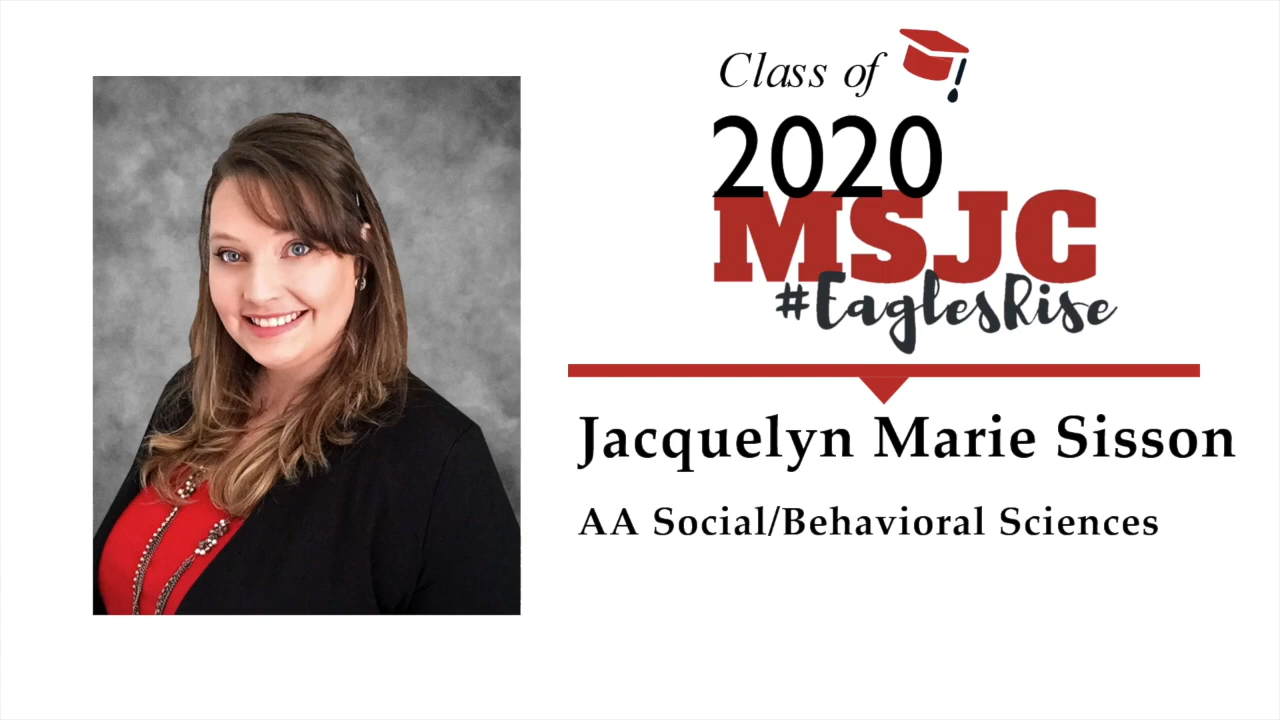 Class of
2020
MSJC
#EaglesRise
Jacquelyn Marie Sisson
AA Social/Behavioral Sciences